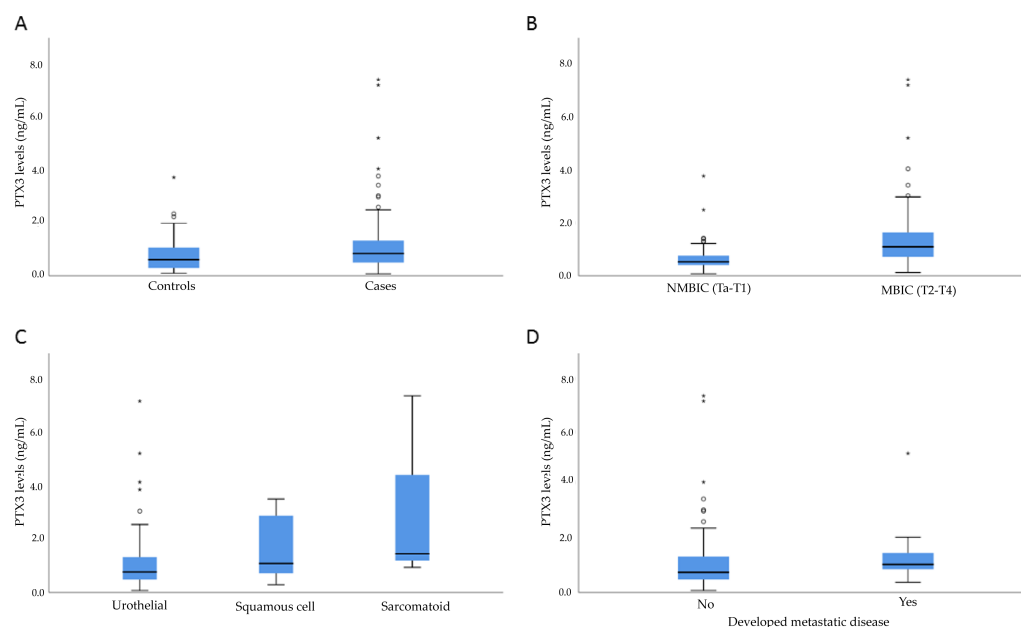 A
PTX3 levels (ng/mL)
8.0
6.0
4.0
2.0
0.0
Controls
Cases
B
PTX3 levels (ng/mL)
8.0
6.0
4.0
2.0
0.0
NMBIC (Ta-T1)
MBIC (T2-T4)
C
PTX3 levels (ng/mL)
8.0
6.0
4.0
2.0
0.0
Urothelial
Squamous cell
Sarcomatoid
D
PTX3 levels (ng/mL)
8.0
6.0
4.0
2.0
0.0
No
Yes
Developed metastatic disease